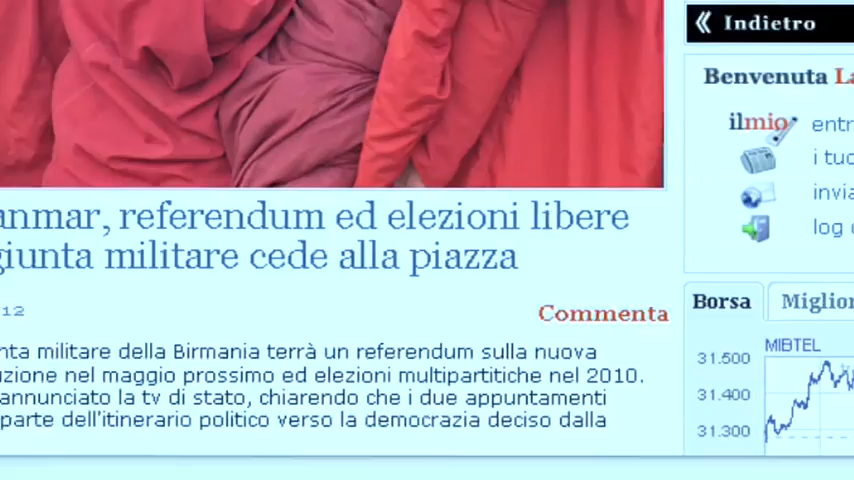 Indietro
Benvenuta La
ilmio
entr
i tuo
invia
log
anmar, referendum ed elezioni libere
giunta militare cede alla piazza
12
Commenta
nta militare della Birmania terrà un referendum sulla nuova
uzione nel maggio prossimo ed elezioni multipartitiche nel 2010.
annunciato la tv di stato, chiarendo che i due appuntamenti
parte dell'itinerario politico verso la democrazia deciso dalla
Borsa
Miglior
MIBTEL
31.500
31.400
31.300